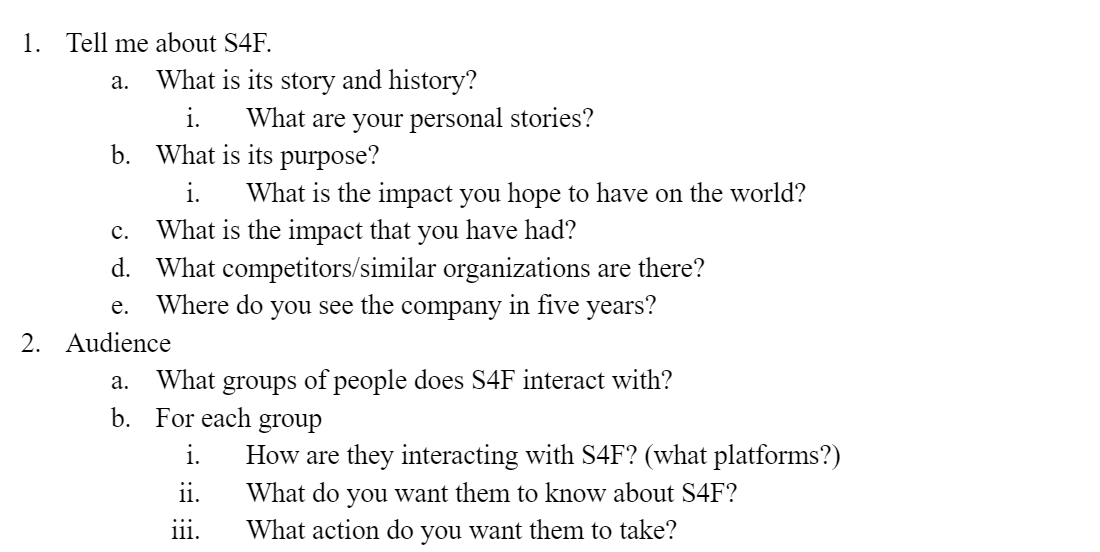 1. Tell me about S4F.
a. What is its story and history?
i. What are your personal stories?
b. What is its purpose?
i. What is the impact you hope to have on the world?
c. What is the impact that you have had?
d. What competitors/similar organizations are there?
e. Where do you see the company in five years?
2. Audience
a. What groups of people does S4F interact with?
b. For each group
i. How are they interacting with S4F? (what platforms?)
ii. What do you want them to know about S4F?
iii. What action do you want them to take?